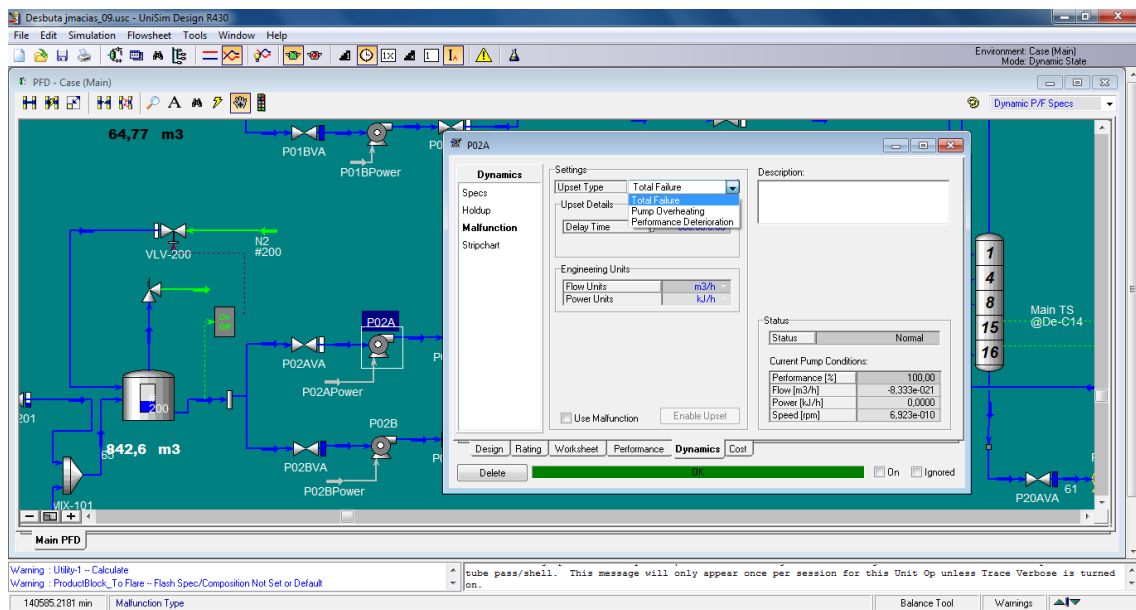 Desbuta jmacias_09.usc - UniSim Design R430
File Edit Simulation Flowsheet Tools Window Help
Environment: Case (Main)
Mode: Dynamic State
PFD - Case (Main)
Dynamic P/F Specs
64,77 m3
P01BVA
P01BPower
N2
#200
VLV-200
On
Off
P02A
P02AVA
P02APower
200
201
842,6 m3
P02B
P02BVA
P02BPower
MIX-101
Main PFD
P02A
Dynamics
Specs
Holdup
Malfunction
Stripchart
Settings
Upset Type Total Failure
Total Failure
Pump Overheating
Performance Deterioration
Upset Details
Delay Time
Engineering Units
Flow Units m3/h
Power Units kJ/h
Use Malfunction Enable Upset
Description:
Status
Status Normal
Current Pump Conditions:
Performance [%] 100,00
Flow [m3/h] -8,333e-021
Power [kJ/h] 0,0000
Speed [rpm] 6,923e-010
Design Rating Worksheet Performance Dynamics Cost
Delete OK On Ignored
1
4
8
15
16
Main TS
@De-C14
P20AVA
61
Warning : Utility-1 -- Calculate
Warning : ProductBlock_To Flare -- Flash Spec/Composition Not Set or Default
tube pass/shell. This message will only appear once per session for this Unit Op unless Trace Verbose is turned
on.
140585.2181 min Malfunction Type Balance Tool Warnings